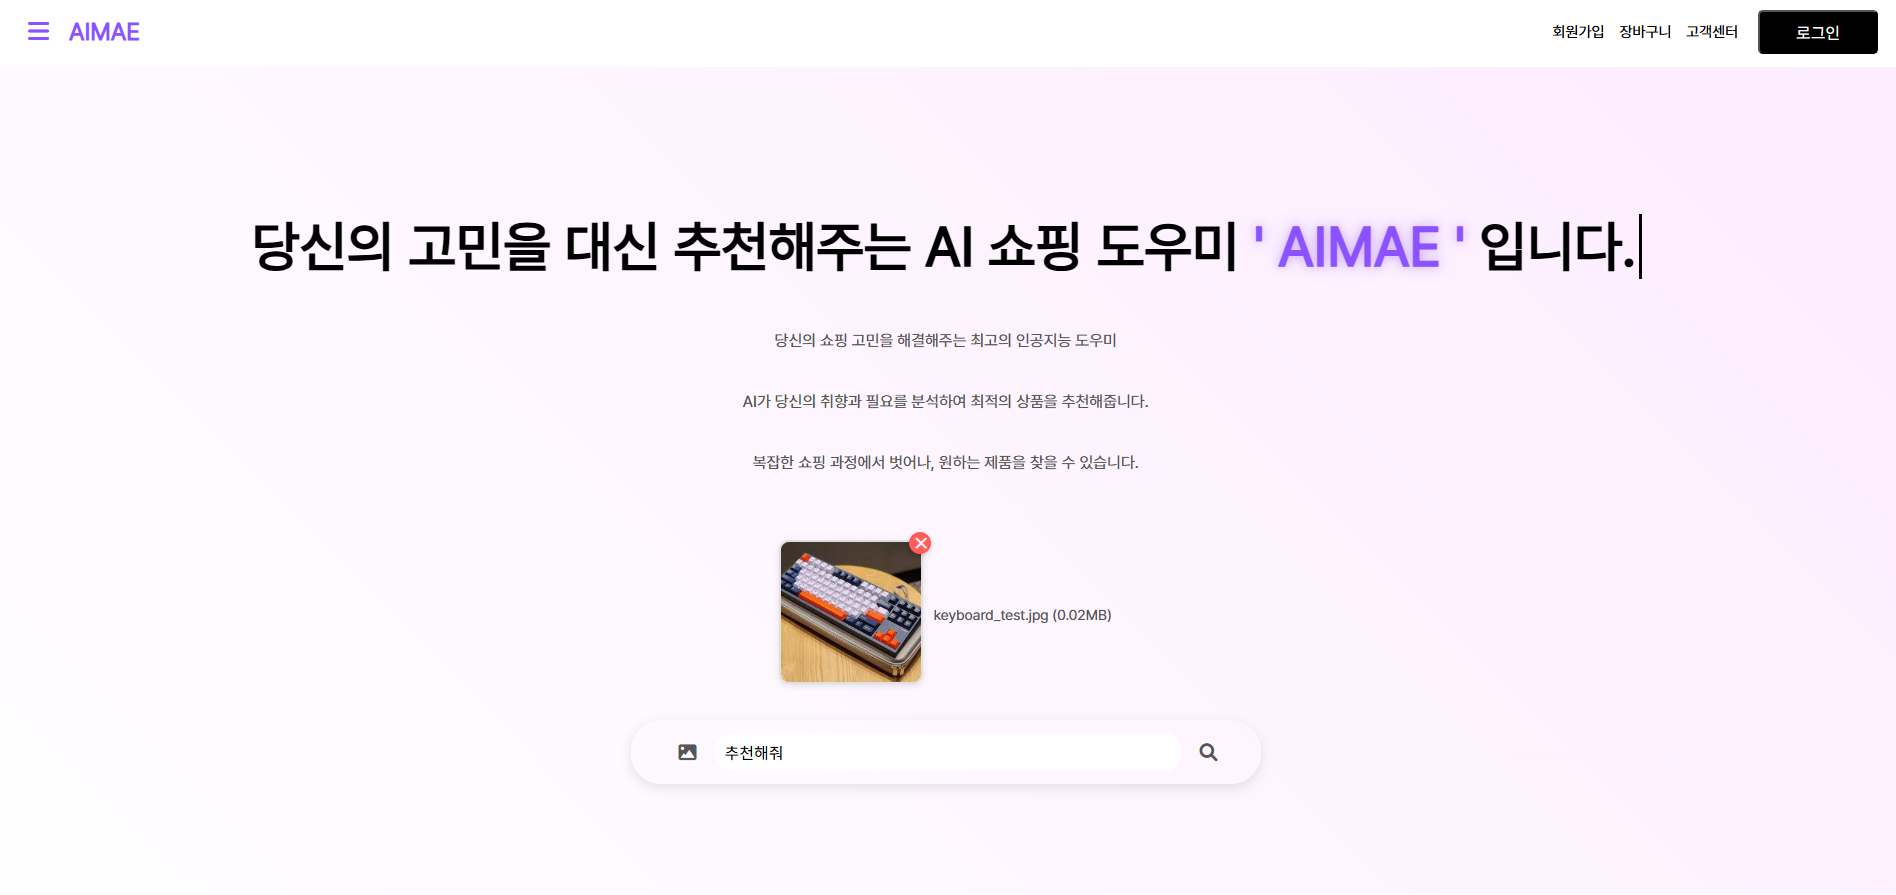 AIMAE
회원가입 장바구니 고객센터 로그인
당신의 고민을 대신 추천해주는 AI 쇼핑 도우미 ' AIMAE ' 입니다.
당신의 쇼핑 고민을 해결해주는 최고의 인공지능 도우미
AI가 당신의 취향과 필요를 분석하여 최적의 상품을 추천해줍니다.
복잡한 쇼핑 과정에서 벗어나, 원하는 제품을 찾을 수 있습니다.
keyboard_test.jpg (0.02MB)
추천해줘